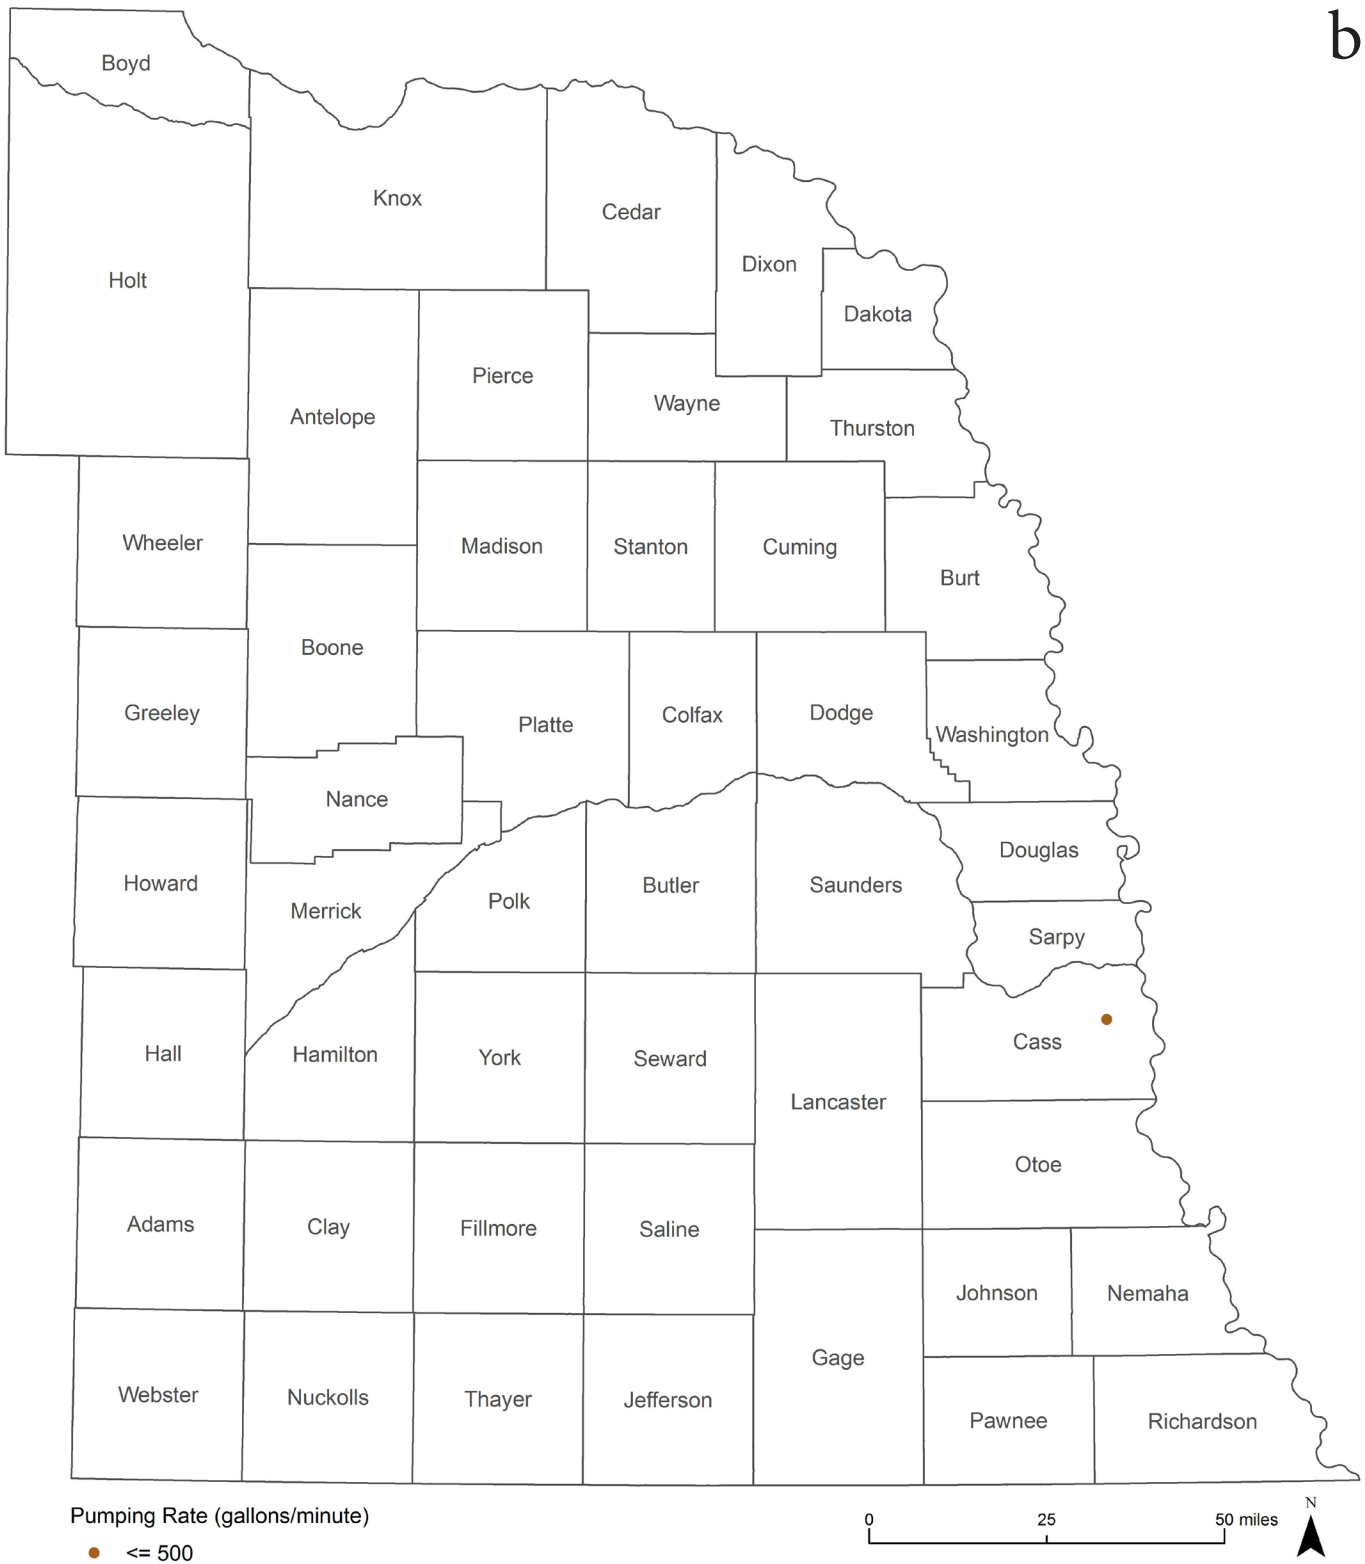 b
Boyd
Knox
Cedar
Dixon
Holt
Dakota
Pierce
Wayne
Antelope
Thurston
Wheeler
Madison
Stanton
Cuming
Burt
Boone
Greeley
Platte
Colfax
Dodge
Washington
Nance
Douglas
Howard
Merrick
Polk
Butler
Saunders
Sarpy
Cass
Hall
Hamilton
York
Seward
Lancaster
Otoe
Adams
Clay
Fillmore
Saline
Johnson
Nemaha
Gage
Webster
Nuckolls
Thayer
Jefferson
Pawnee
Richardson
Pumping Rate (gallons/minute)
<= 500
0 25 50 miles
N